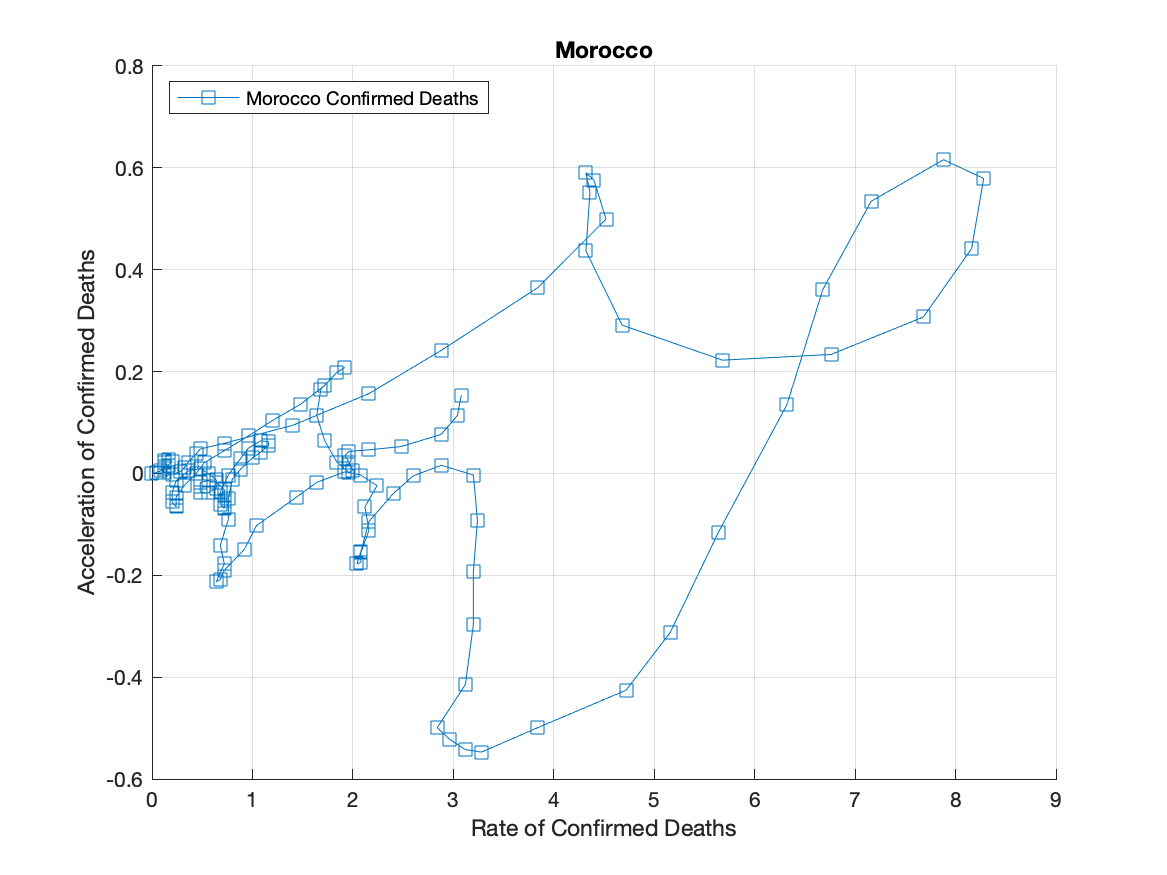 Morocco
Morocco Confirmed Deaths
0.8
0.6
0.4
0.2
0
-0.2
-0.4
-0.6
Acceleration of Confirmed Deaths
0 1 2 3 4 5 6 7 8 9
Rate of Confirmed Deaths